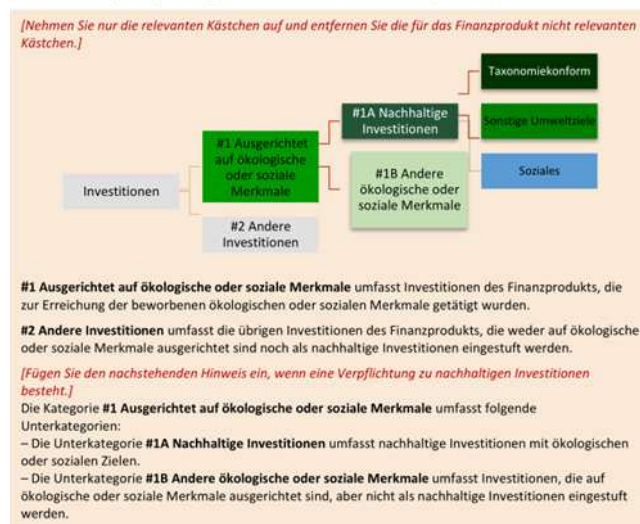 [Nehmen Sie nur die relevanten Kästchen auf und entfernen Sie die für das Finanzprodukt nicht relevanten
Kästchen.]
Taxonomiekonform
#1A Nachhaltige
Investitionen
Sonstige Umweltziele
#1 Ausgerichtet
auf ökologische
oder soziale
Merkmale
#1B Andere
ökologische oder
soziale Merkmale
Soziales
Investitionen
#2 Andere
Investitionen
#1 Ausgerichtet auf ökologische oder soziale Merkmale umfasst Investitionen des Finanzprodukts, die
zur Erreichung der beworbenen ökologischen oder sozialen Merkmale getätigt wurden.
#2 Andere Investitionen umfasst die übrigen Investitionen des Finanzprodukts, die weder auf ökologische
oder soziale Merkmale ausgerichtet sind noch als nachhaltige Investitionen eingestuft werden.
[Fügen Sie den nachstehenden Hinweis ein, wenn eine Verpflichtung zu nachhaltigen Investitionen
besteht.]
Die Kategorie #1 Ausgerichtet auf ökologische oder soziale Merkmale umfasst folgende
Unterkategorien:
– Die Unterkategorie #1A Nachhaltige Investitionen umfasst nachhaltige Investitionen mit ökologischen
oder sozialen Zielen.
– Die Unterkategorie #1B Andere ökologische oder soziale Merkmale umfasst Investitionen, die auf
ökologische oder soziale Merkmale ausgerichtet sind, aber nicht als nachhaltige Investitionen eingestuft
werden.